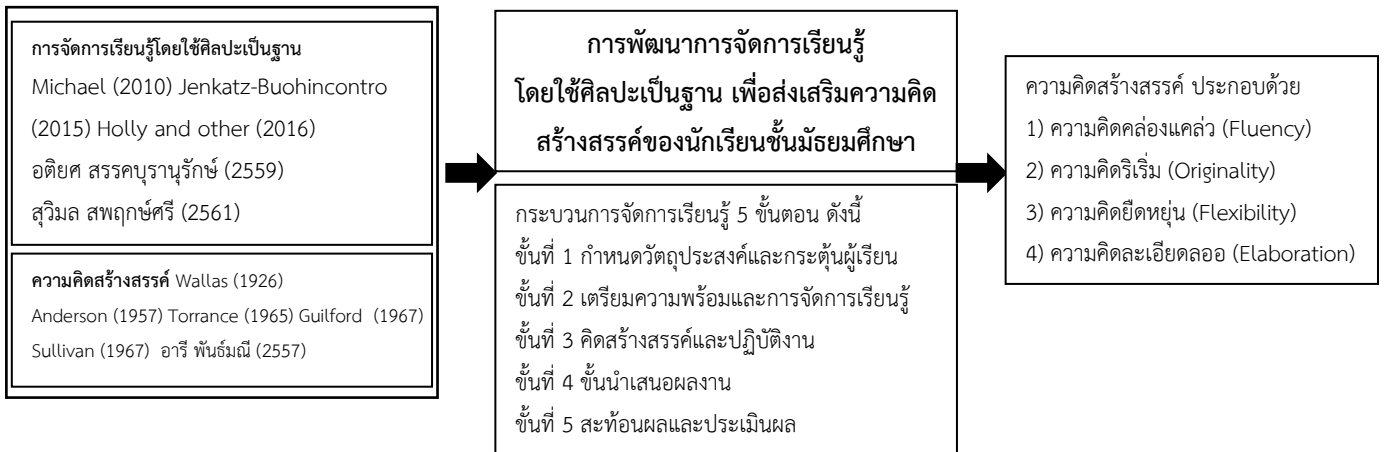 การจัดการเรียนรู้โดยใช้ศิลปะเป็นฐาน
Michael (2010) Jenkatz-Buohincontro
(2015) Holly and other (2016)
อติยศ สรรคบุรานุรักษ์ (2559)
สุวิมล สพฤกษ์ศรี (2561)
ความคิดสร้างสรรค์ Wallas (1926)
Anderson (1957) Torrance (1965) Guilford (1967)
Sullivan (1967) อารี พันธ์มณี (2557)
การพัฒนาการจัดการเรียนรู้
โดยใช้ศิลปะเป็นฐาน เพื่อส่งเสริมความคิด
สร้างสรรค์ของนักเรียนชั้นมัธยมศึกษา
กระบวนการจัดการเรียนรู้ 5 ขั้นตอน ดังนี้
ขั้นที่ 1 กำหนดวัตถุประสงค์และกระตุ้นผู้เรียน
ขั้นที่ 2 เตรียมความพร้อมและการจัดการเรียนรู้
ขั้นที่ 3 คิดสร้างสรรค์และปฏิบัติงาน
ขั้นที่ 4 ขั้นนำเสนอผลงาน
ขั้นที่ 5 สะท้อนผลและประเมินผล
ความคิดสร้างสรรค์ ประกอบด้วย
1) ความคิดคล่องแคล่ว (Fluency)
2) ความคิดริเริ่ม (Originality)
3) ความคิดยืดหยุ่น (Flexibility)
4) ความคิดละเอียดลออ (Elaboration)